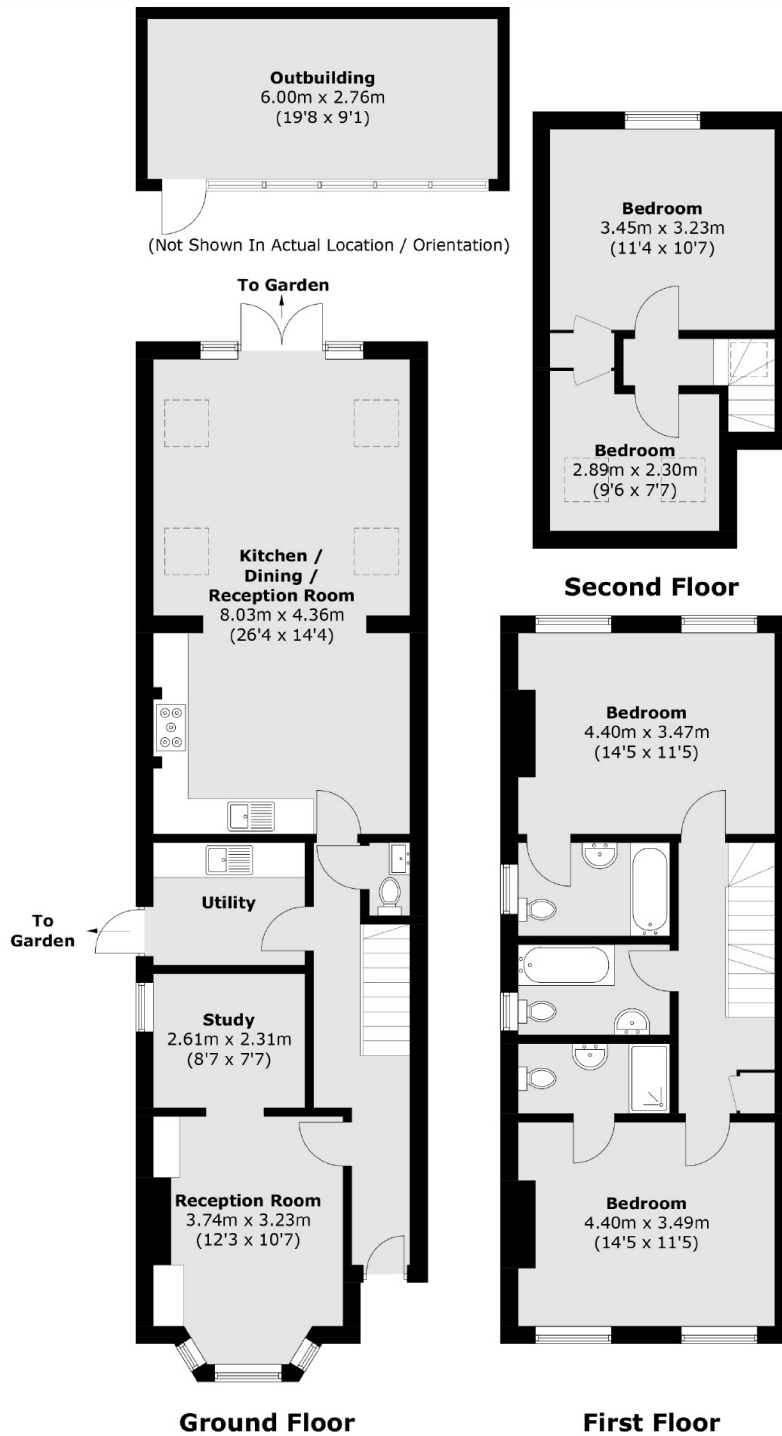 Outbuilding
6.00m x 2.76m
(19'8 x 9'1)
(Not Shown In Actual Location / Orientation)
To Garden
Kitchen /
Dining /
Reception Room
8.03m x 4.36m
(26'4 x 14'4)
Utility
To
Garden
Study
2.61m x 2.31m
(8'7 x 7'7)
Reception Room
3.74m x 3.23m
(12'3 x 10'7)
Ground Floor
Bedroom
3.45m x 3.23m
(11'4 x 10'7)
Bedroom
2.89m x 2.30m
(9'6 x 7'7)
Second Floor
Bedroom
4.40m x 3.47m
(14'5 x 11'5)
Bedroom
4.40m x 3.49m
(14'5 x 11'5)
First Floor